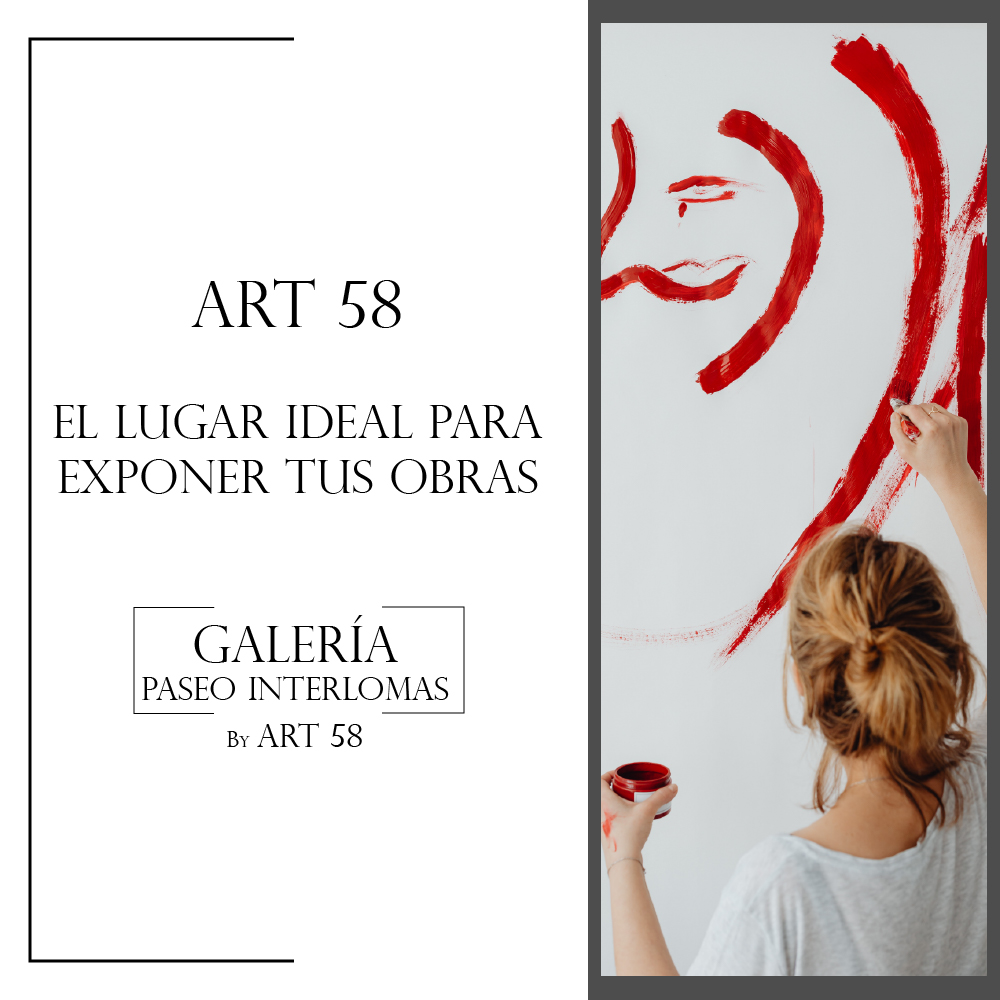 ART 58
EL LUGAR IDEAL PARA
EXPONER TUS OBRAS
GALERÍA
PASEO INTERLOMAS
BY ART 58